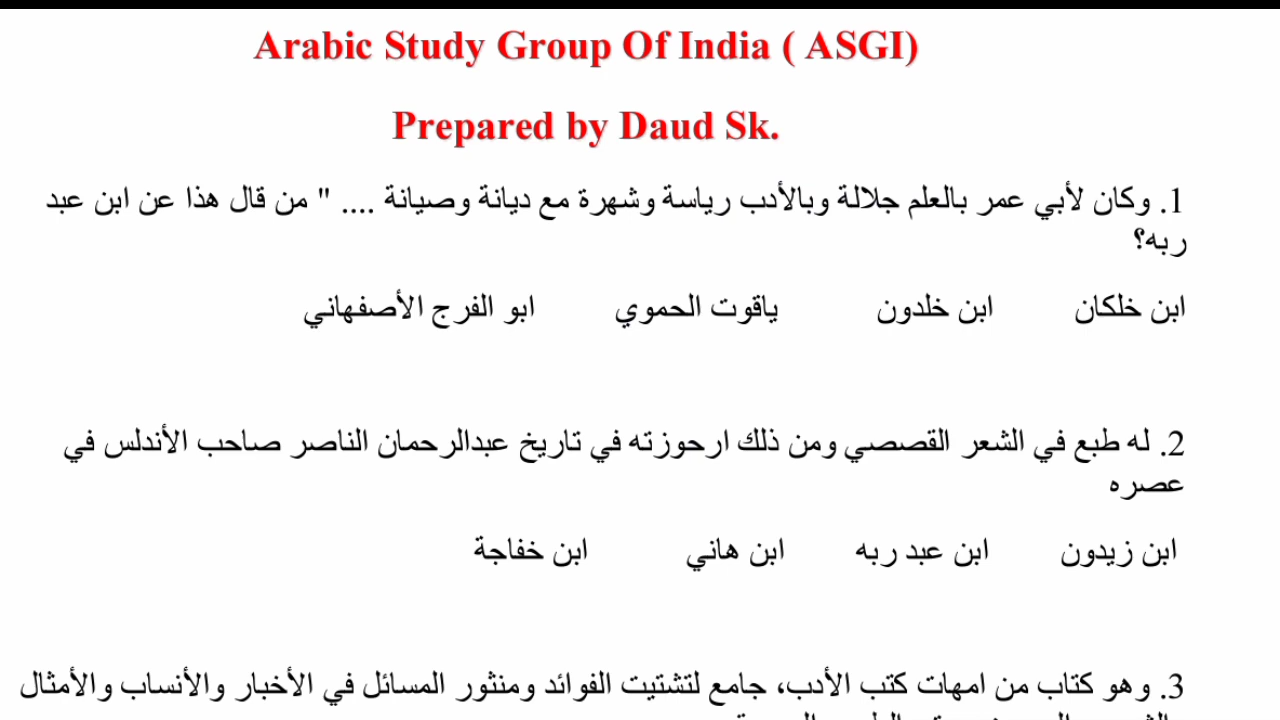 Arabic Study Group Of India ( ASGI)
Prepared by Daud Sk.
1. وكان لأبي عمر بالعلم جلالة وبالأدب رياسة وشهرة مع ديانة وصيانة .... " من قال هذا عن ابن عبد
ربه؟
ابن خلكان ابن خلدون ياقوت الحموي ابو الفرج الأصفهاني
2. له طبع في الشعر القصصي ومن ذلك ارحوزته في تاريخ عبدالرحمان الناصر صاحب الأندلس في
عصره
ابن زيدون ابن عبد ربه ابن هاني ابن خفاجة
3. وهو كتاب من امهات كتب الأدب، جامع لتشتيت الفوائد ومنثور المسائل في الأخبار والأنساب والأمثال